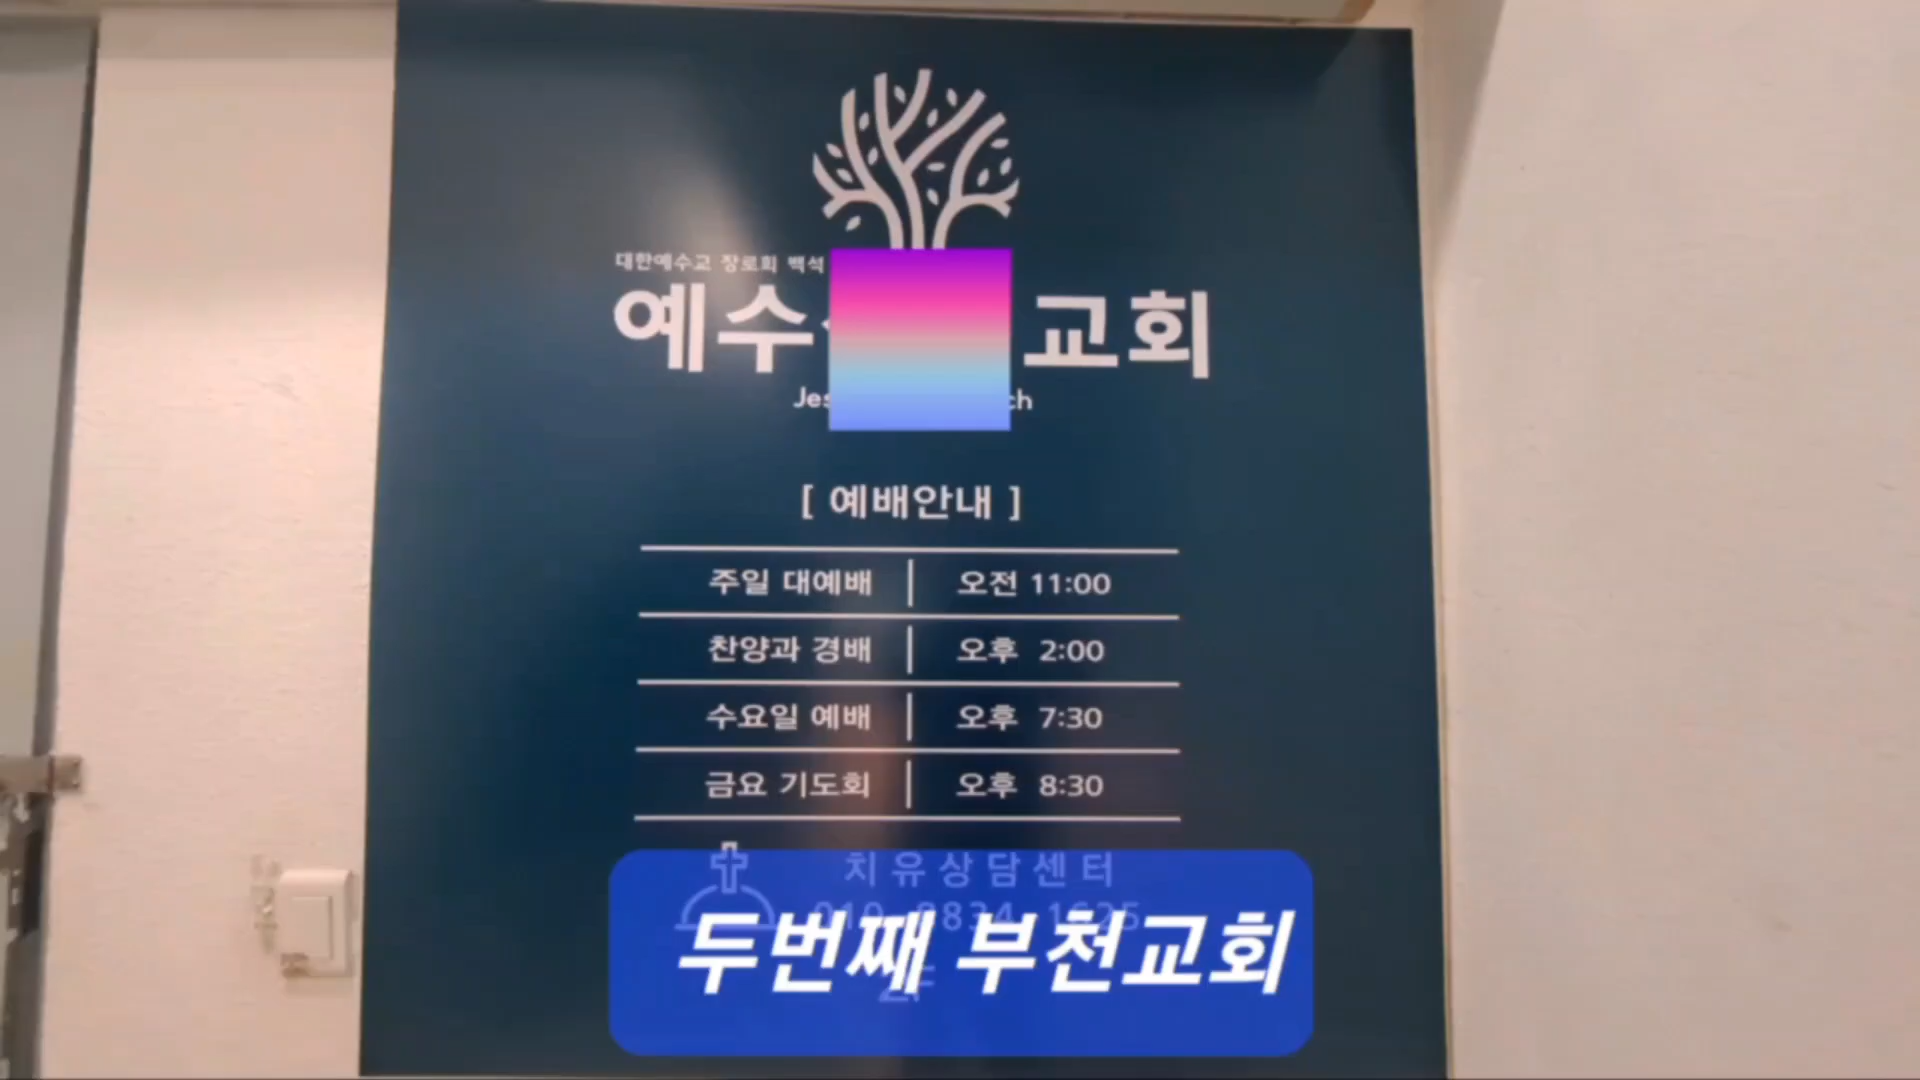 대한예수교 장로회 백석
예수 교회
[ 예배안내 ]
주일 대예배 | 오전 11:00
찬양과 경배 | 오후 2:00
수요일 예배 | 오후 7:30
금요 기도회 | 오후 8:30
치유상담센터
두번째 부천교회